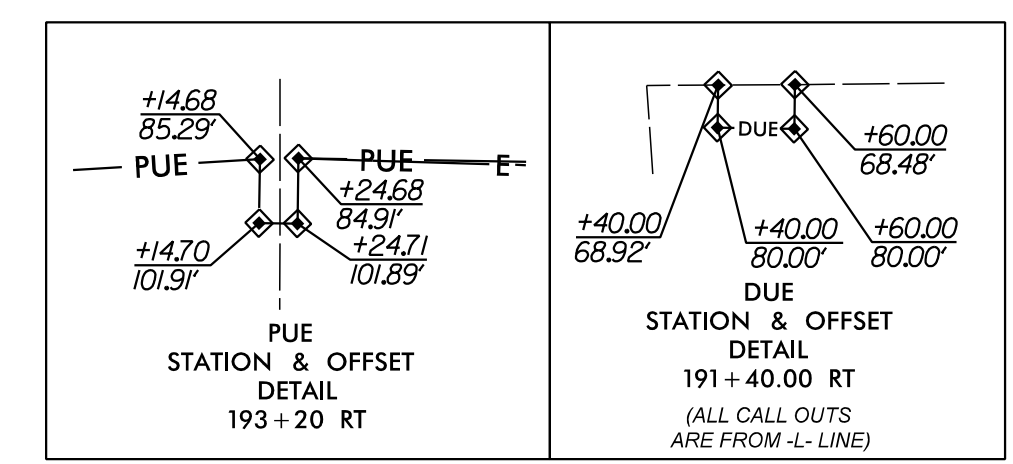 +14.68
85.29'
PUE
PUE
E
+24.68
84.91'
+14.70
101.91'
+24.71
101.89'
PUE
STATION & OFFSET
DETAIL
193+20 RT
DUE
+60.00
68.48'
+40.00
68.92'
+40.00
80.00'
+60.00
80.00'
DUE
STATION & OFFSET
DETAIL
191+40.00 RT
(ALL CALL OUTS
ARE FROM -L- LINE)